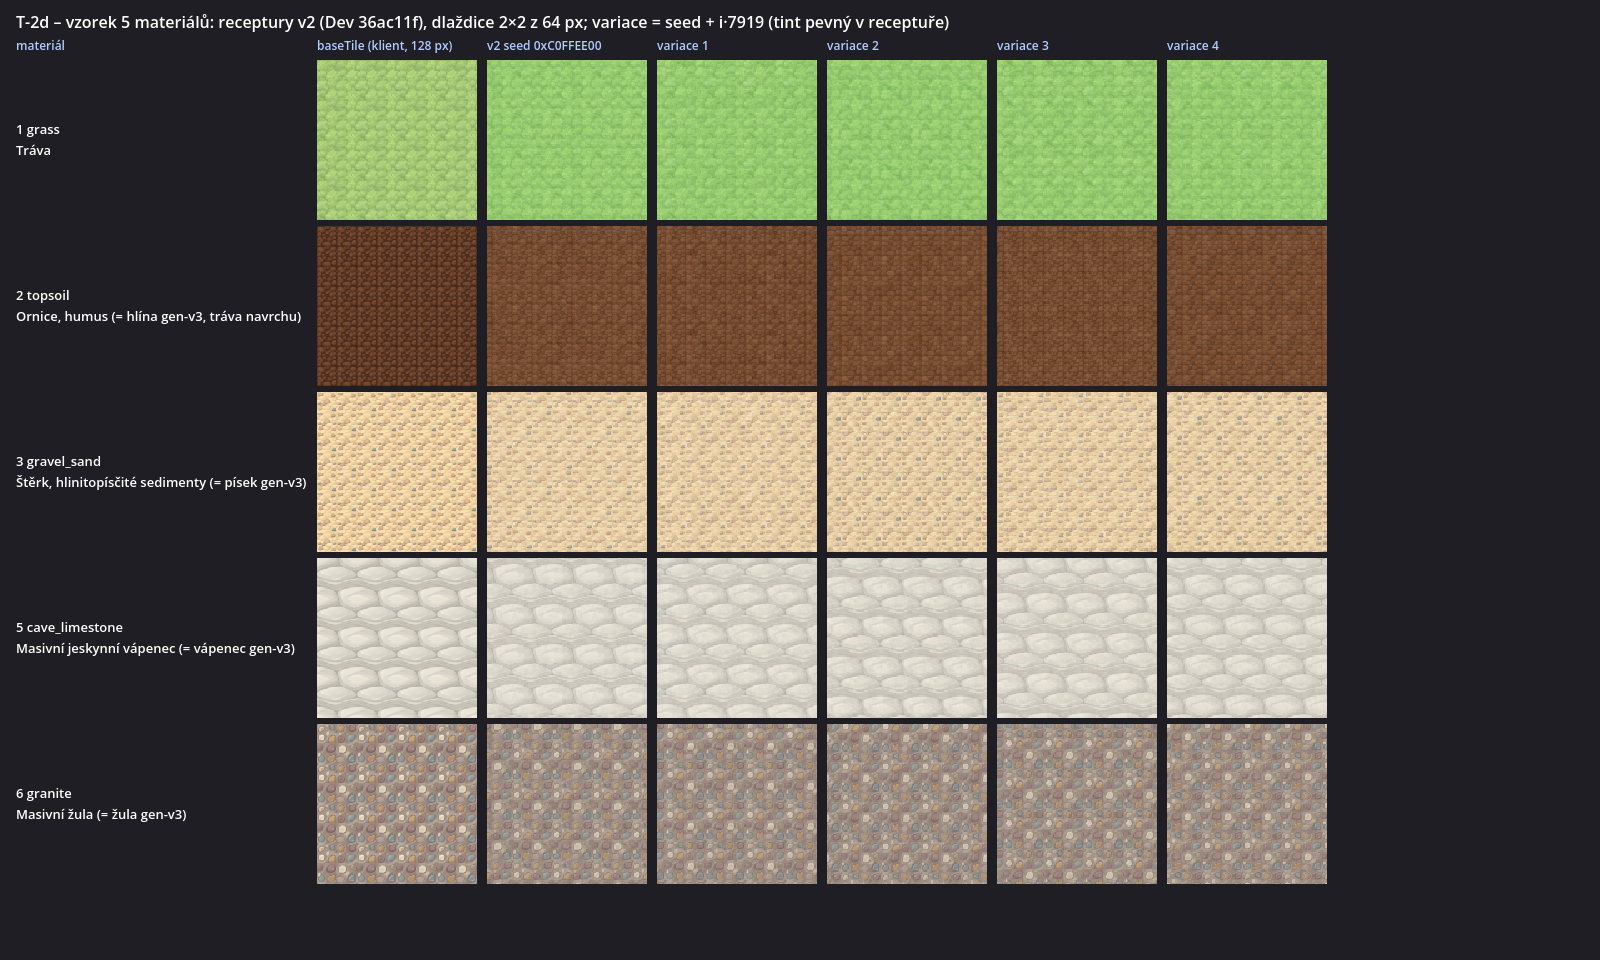 T-2d – vzorek 5 materiálů: receptury v2 (Dev 36ac11f), dlaždice 2×2 z 64 px; variace = seed + i·7919 (tint pevný v receptuře)
materiál baseTile (klient, 128 px) v2 seed 0xC0FFEE00 variace 1 variace 2 variace 3 variace 4
1 grass
Tráva
2 topsoil
Ornice, humus (= hlína gen-v3, tráva navrchu)
3 gravel_sand
Štěrk, hlinitopísčité sedimenty (= písek gen-v3)
5 cave_limestone
Masivní jeskynní vápenec (= vápenec gen-v3)
6 granite
Masivní žula (= žula gen-v3)